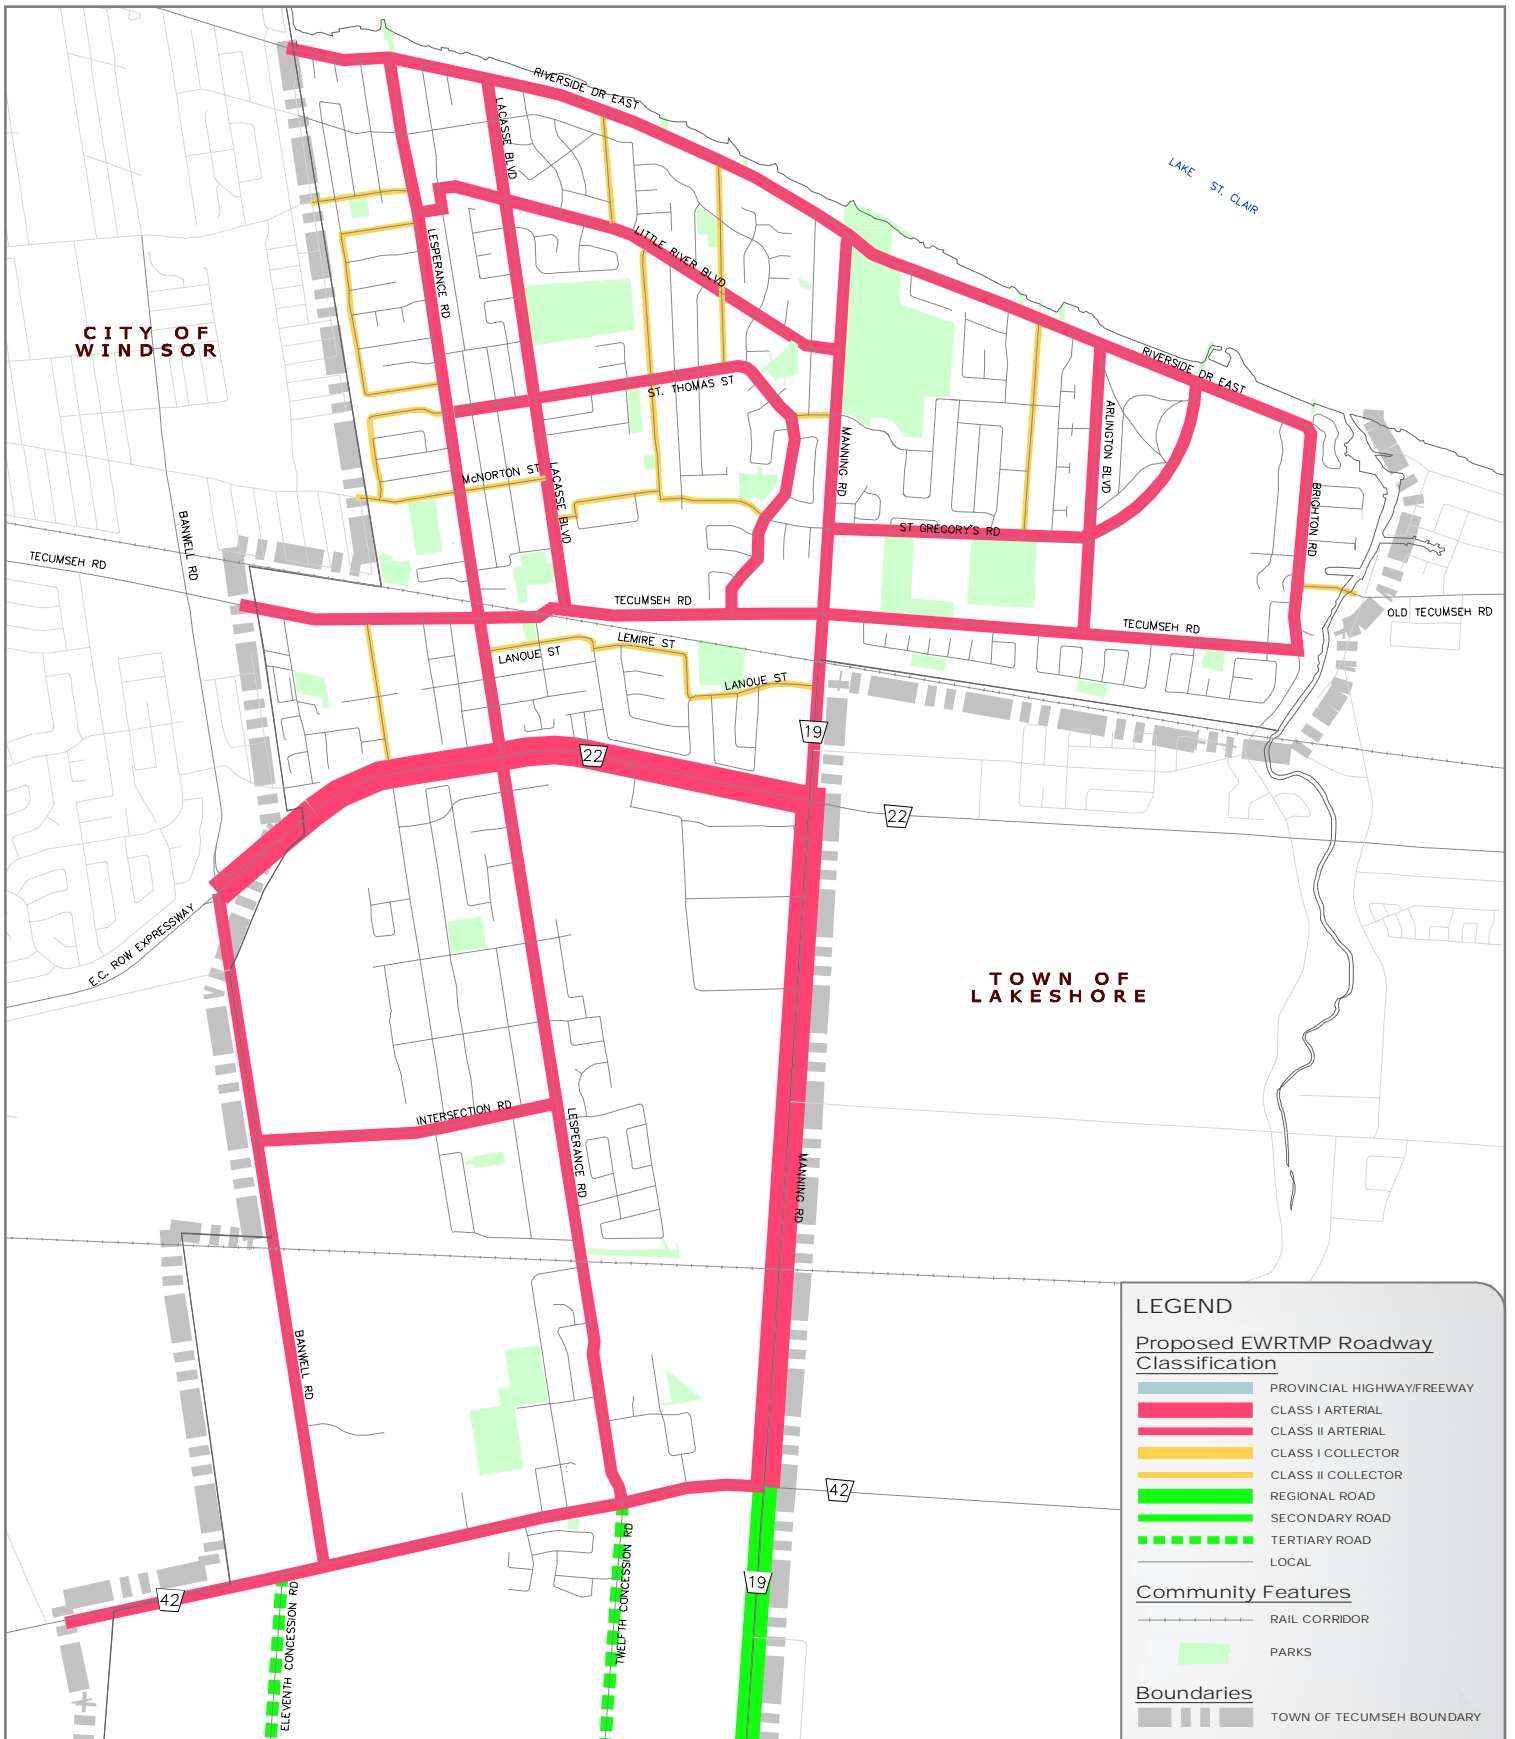 RIVERSIDE DR EAST
LACASSE BLVD
LAKE ST. CLAIR
LESPERANCE RD
LITTLE RIVER BLVD
CITY OF
WINDSOR
RIVERSIDE DR EAST
ST. THOMAS ST
ARLINGTON BLVD
MANNING RD
McNORTON ST
LACASSE BLVD
BRIGHTON RD
BANWELL RD
ST GREGORY'S RD
TECUMSEH RD
TECUMSEH RD
OLD TECUMSEH RD
TECUMSEH RD
LEMIRE ST
LANOUE ST
LANOUE ST
19
22
22
E.C. ROW EXPRESSWAY
TOWN OF
LAKESHORE
INTERSECTION RD
LESPERANCE RD
MANNING RD
BANWELL RD
42
TWELFTH CONCESSION RD
19
42
ELEVENTH CONCESSION RD
LEGEND
Proposed EWRTMP Roadway
Classification
PROVINCIAL HIGHWAY/FREEWAY
CLASS I ARTERIAL
CLASS II ARTERIAL
CLASS I COLLECTOR
CLASS II COLLECTOR
REGIONAL ROAD
SECONDARY ROAD
TERTIARY ROAD
LOCAL
Community Features
RAIL CORRIDOR
PARKS
Boundaries
TOWN OF TECUMSEH BOUNDARY